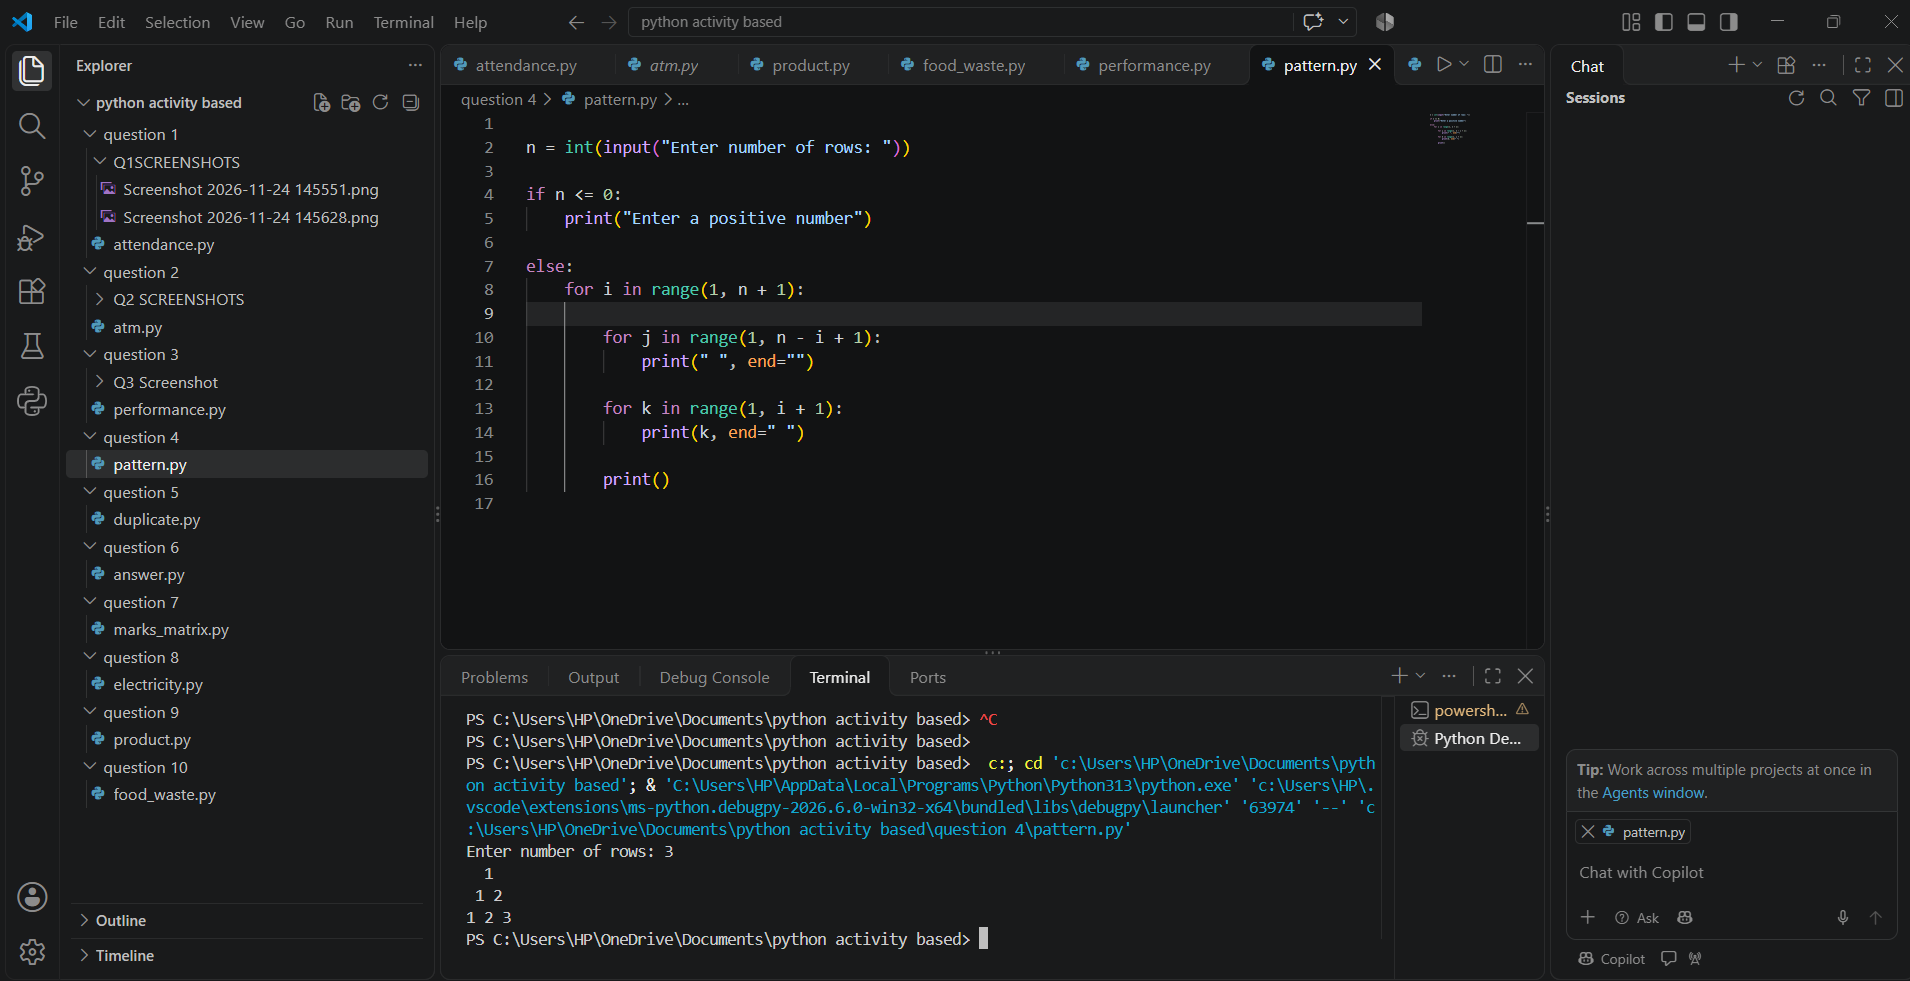 File Edit Selection View Go Run Terminal Help
python activity based
Explorer
python activity based
question 1
Q1SCREENSHOTS
Screenshot 2026-11-24 145551.png
Screenshot 2026-11-24 145628.png
attendance.py
question 2
Q2 SCREENSHOTS
atm.py
question 3
Q3 Screenshot
performance.py
question 4
pattern.py
question 5
duplicate.py
question 6
answer.py
question 7
marks_matrix.py
question 8
electricity.py
question 9
product.py
question 10
food_waste.py
Outline
Timeline
attendance.py atm.py product.py food_waste.py performance.py pattern.py
question 4 > pattern.py > ...
1
2 n = int(input("Enter number of rows: "))
3
4 if n <= 0:
5 print("Enter a positive number")
6
7 else:
8 for i in range(1, n + 1):
9
10 for j in range(1, n - i + 1):
11 print(" ", end="")
12
13 for k in range(1, i + 1):
14 print(k, end=" ")
15
16 print()
17
Problems Output Debug Console Terminal Ports
PS C:\Users\HP\OneDrive\Documents\python activity based> ^C
PS C:\Users\HP\OneDrive\Documents\python activity based>
PS C:\Users\HP\OneDrive\Documents\python activity based> c:; cd 'c:\Users\HP\OneDrive\Documents\pyth
on activity based'; & 'C:\Users\HP\AppData\Local\Programs\Python\Python313\python.exe' 'c:\Users\HP\.
vscode\extensions\ms-python.debugpy-2026.6.0-win32-x64\bundled\libs\debugpy\launcher' '63974' '--' 'c
:\Users\HP\OneDrive\Documents\python activity based\question 4\pattern.py'
Enter number of rows: 3
1
1 2
1 2 3
PS C:\Users\HP\OneDrive\Documents\python activity based>
powersh...
Python De...
Chat
Sessions
Tip: Work across multiple projects at once in
the Agents window.
pattern.py
Chat with Copilot
Ask
Copilot